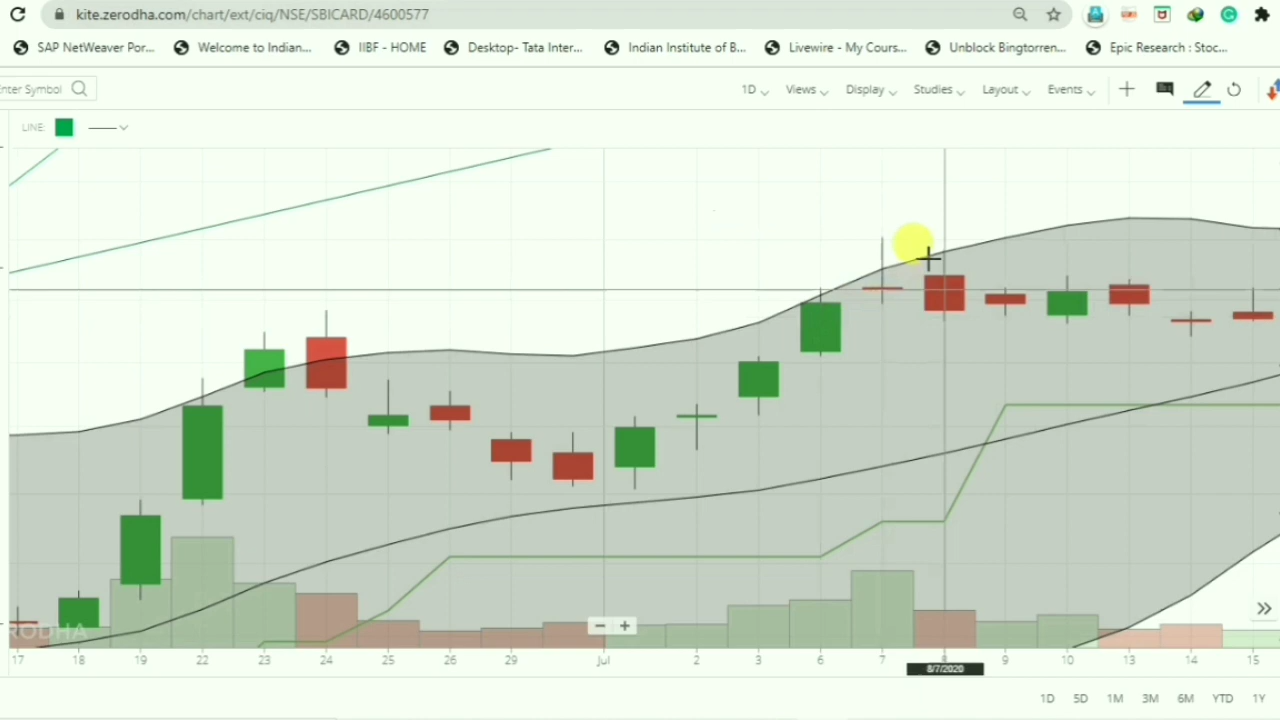 kite.zerodha.com/chart/ext/ciq/NSE/SBICARD/4600577
SAP NetWeaver Por... Welcome to Indian... IIBF - HOME Desktop- Tata Inter... Indian Institute of B... Livewire - My Cours... Unblock Bingtorren... Epic Research : Stoc...
Enter Symbol 1D Views Display Studies Layout Events
LINE:
RODHA
17 18 19 22 23 24 25 26 29 Jul 2 3 6 7 8 9 10 13 14 15
8/7/2020
1D 5D 1M 3M 6M YTD 1Y